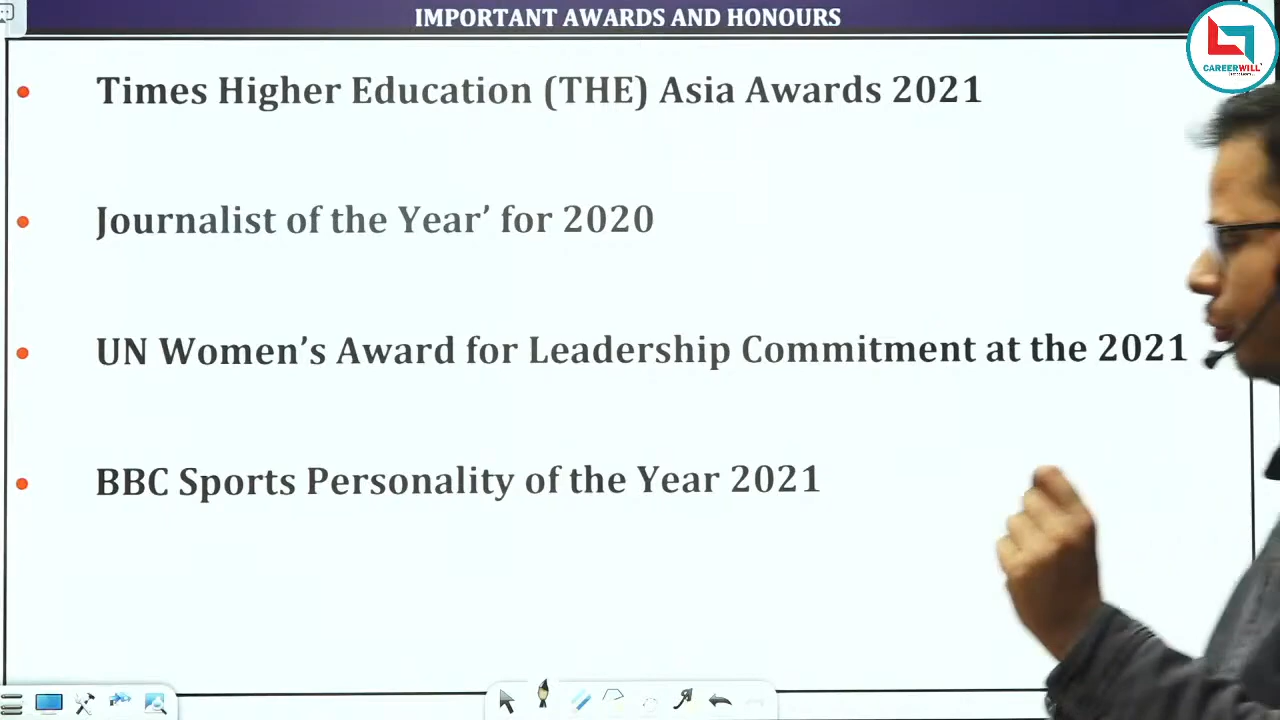 IMPORTANT AWARDS AND HONOURS
CAREERWILL
Times Higher Education (THE) Asia Awards 2021
Journalist of the Year’ for 2020
UN Women’s Award for Leadership Commitment at the 2021
BBC Sports Personality of the Year 2021